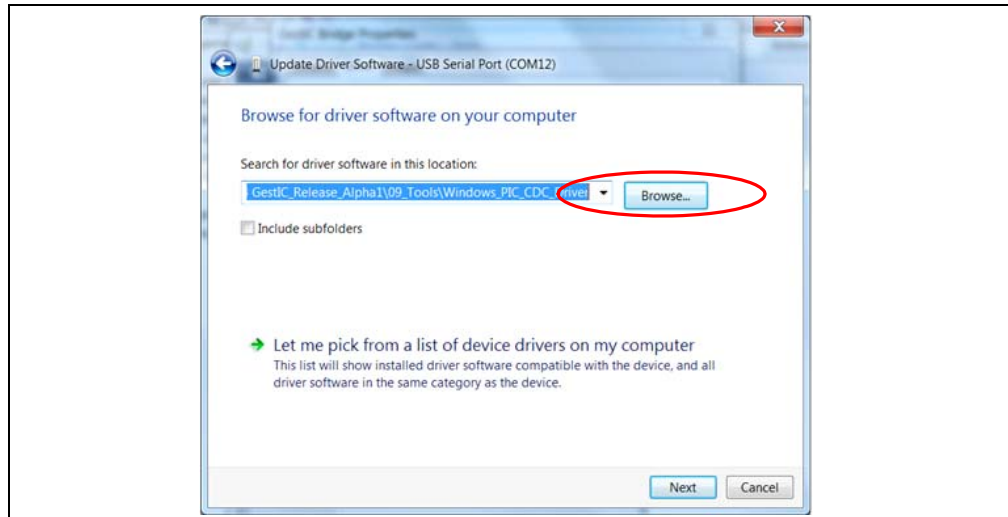 Update Driver Software - USB Serial Port (COM12)
Browse for driver software on your computer
Search for driver software in this location:
GestIC_Release_Alpha1\09_Tools\Windows_PIC_CDC_Driver
Browse...
Include subfolders
Let me pick from a list of device drivers on my computer
This list will show installed driver software compatible with the device, and all
driver software in the same category as the device.
Next
Cancel